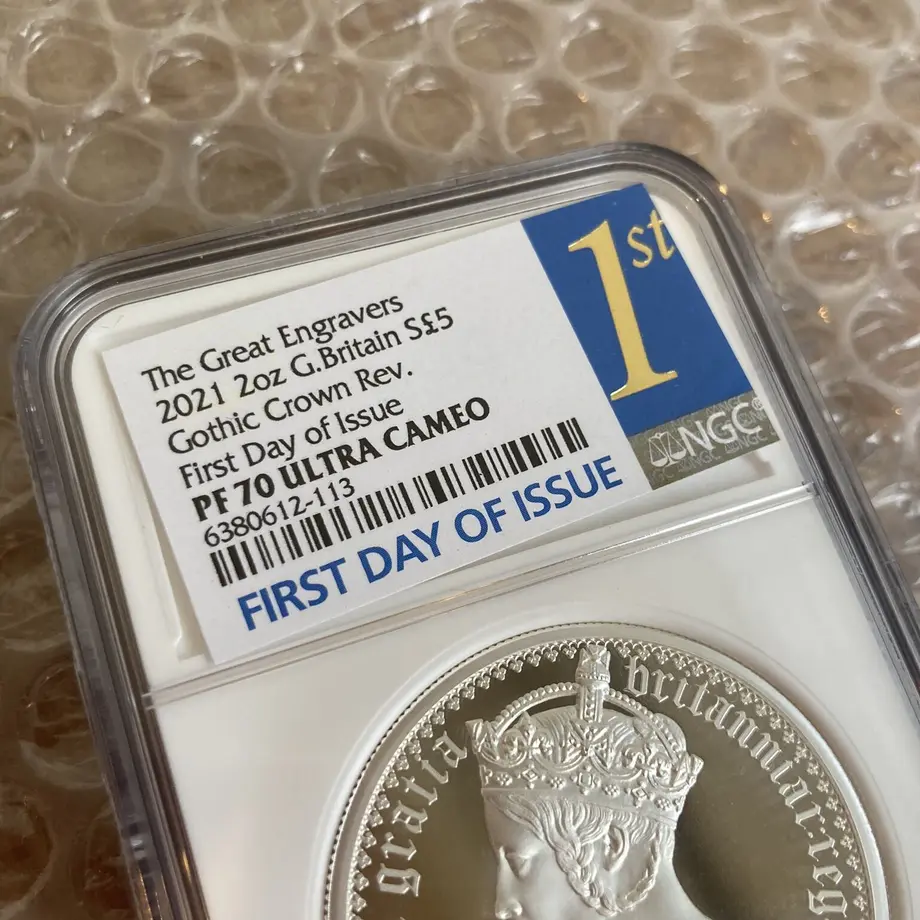 The Great Engravers
2021 2oz G.Britain S£5
Gothic Crown Rev.
First Day of Issue
PF 70 ULTRA CAMEO
6380612-113
FIRST DAY OF ISSUE
1st
NGC
gratia britanniar: reg